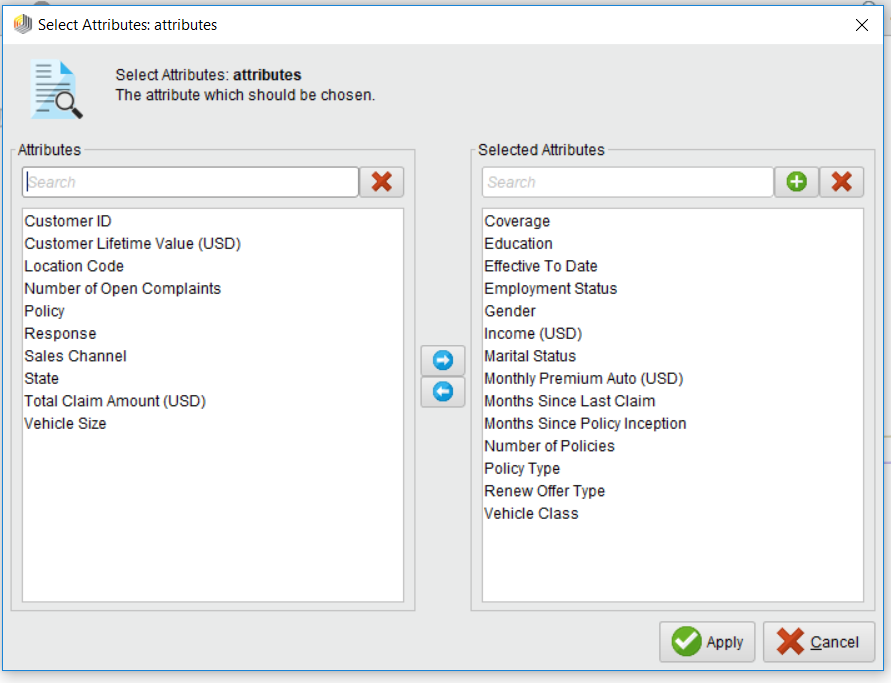 Select Attributes: attributes
Select Attributes: attributes
The attribute which should be chosen.
Attributes
Search
Customer ID
Customer Lifetime Value (USD)
Location Code
Number of Open Complaints
Policy
Response
Sales Channel
State
Total Claim Amount (USD)
Vehicle Size
Selected Attributes
Search
Coverage
Education
Effective To Date
Employment Status
Gender
Income (USD)
Marital Status
Monthly Premium Auto (USD)
Months Since Last Claim
Months Since Policy Inception
Number of Policies
Policy Type
Renew Offer Type
Vehicle Class
Apply
Cancel